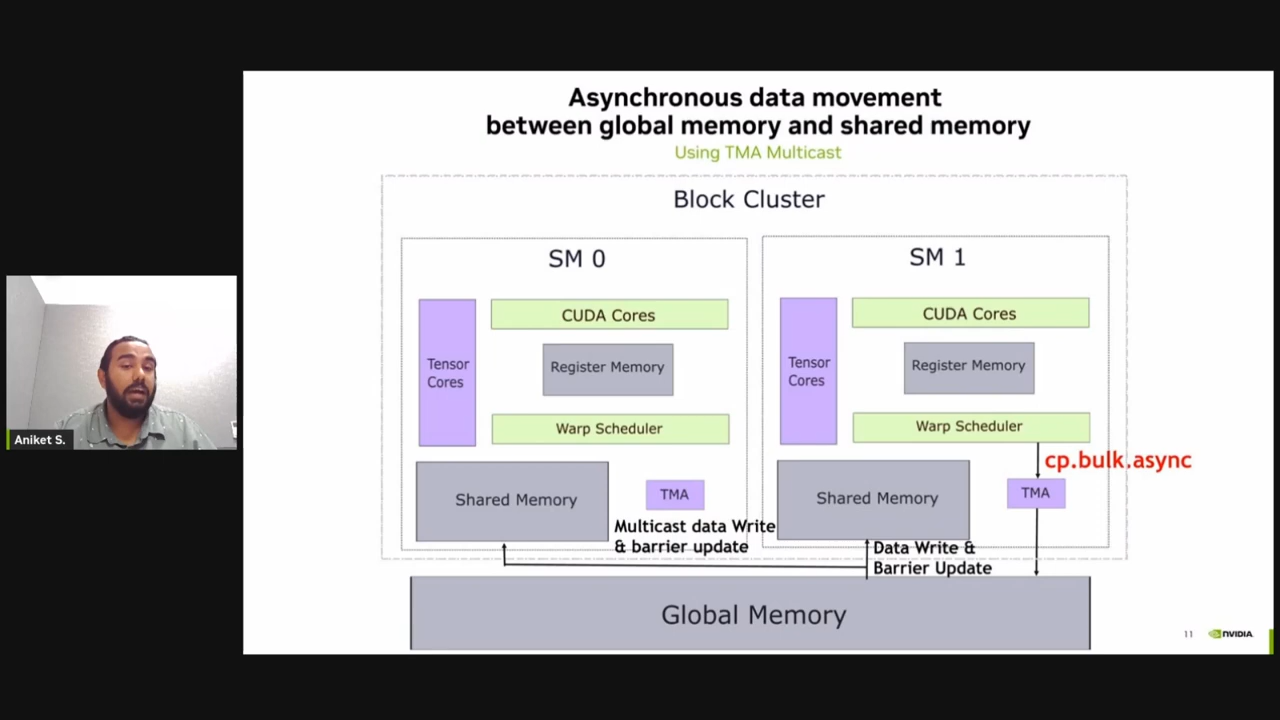 Asynchronous data movement
between global memory and shared memory
Using TMA Multicast
Block Cluster
SM 0
CUDA Cores
Tensor
Cores
Register Memory
Warp Scheduler
Shared Memory
TMA
Multicast data Write
& barrier update
SM 1
CUDA Cores
Tensor
Cores
Register Memory
Warp Scheduler
cp.bulk.async
Shared Memory
TMA
Data Write &
Barrier Update
Global Memory
Aniket S.
11
NVIDIA